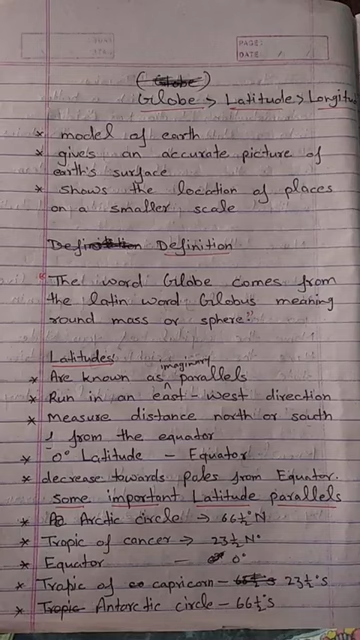 PAGE:
DATE:
(Globe)
Globe > Latitude > Longitu
* model of earth
* gives an accurate picture of
earth's surface
* shows the location of places
on a smaller scale
Definition Definition
"The word Globe comes from
the latin word Globus meaning
round mass or sphere."
Latitudes:
imaginary
* Are known as ^ parallels
* Run in an east - west direction
* Measure distance north or south
from the equator
* 0° Latitude - Equator
* decrease towards poles from Equator.
some important Latitude parallels
* Arctic circle → 66½°N
* Tropic of cancer → 23½ N°
* Equator - 0°
* Tropic of capricorn - 23½°s
* Tropic Antarctic circle - 66½°s